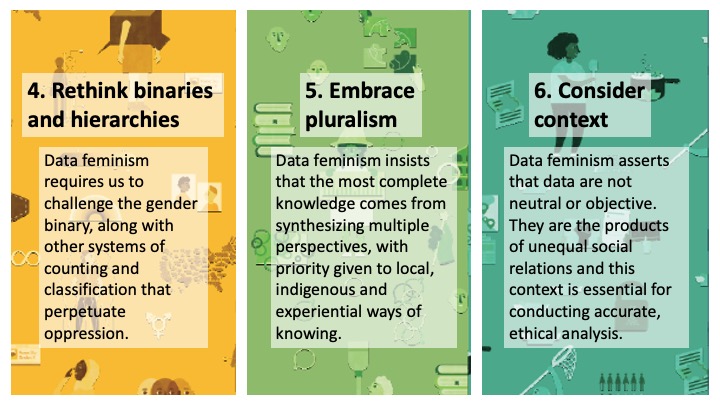 4. Rethink binaries
and hierarchies
Data feminism
requires us to
challenge the gender
binary, along with
other systems of
counting and
classification that
perpetuate
oppression.
5. Embrace
pluralism
Data feminism insists
that the most complete
knowledge comes from
synthesizing multiple
perspectives, with
priority given to local,
indigenous and
experiential ways of
knowing.
6. Consider
context
Data feminism asserts
that data are not
neutral or objective.
They are the products
of unequal social
relations and this
context is essential for
conducting accurate,
ethical analysis.